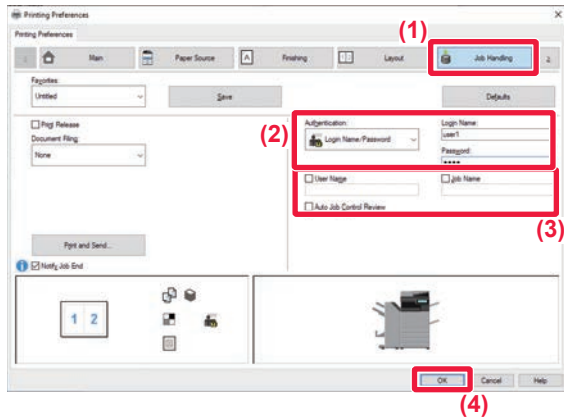 Printing Preferences
Printing Preferences
(1)
Main
Paper Source
A
Finishing
Layout
Job Handling
2
Favorites:
Untitled
Save
Defaults
Print Release
Document Filing:
None
(2)
Authentication:
Login Name/Password
Login Name:
user1
Password:
••••
User Name
Job Name
Auto Job Control Review
(3)
Print and Send...
Notify Job End
1 2
OK
Cancel
Help
(4)